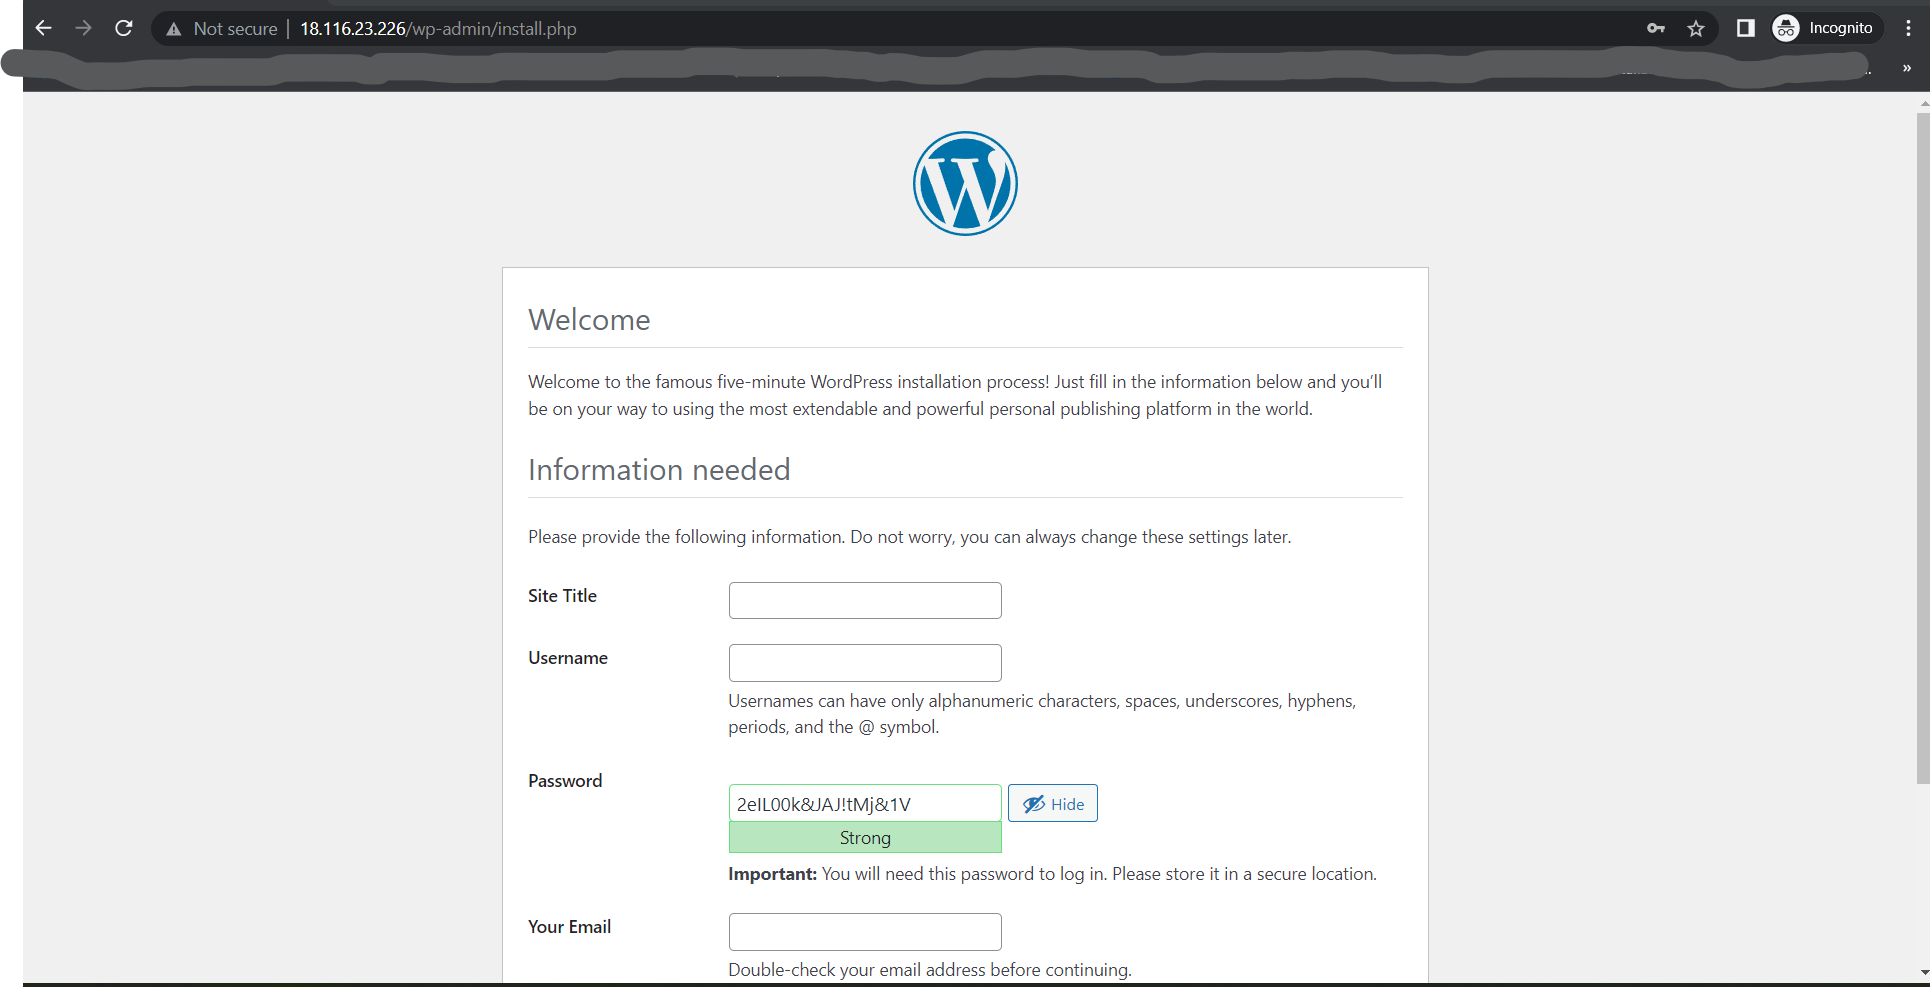 Not secure | 18.116.23.226/wp-admin/install.php
Incognito
»
Welcome
Welcome to the famous five-minute WordPress installation process! Just fill in the information below and you’ll
be on your way to using the most extendable and powerful personal publishing platform in the world.
Information needed
Please provide the following information. Do not worry, you can always change these settings later.
Site Title
Username
Usernames can have only alphanumeric characters, spaces, underscores, hyphens,
periods, and the @ symbol.
Password
2eIL00k&JAJ!tMj&1V
Hide
Strong
Important: You will need this password to log in. Please store it in a secure location.
Your Email
Double-check your email address before continuing.